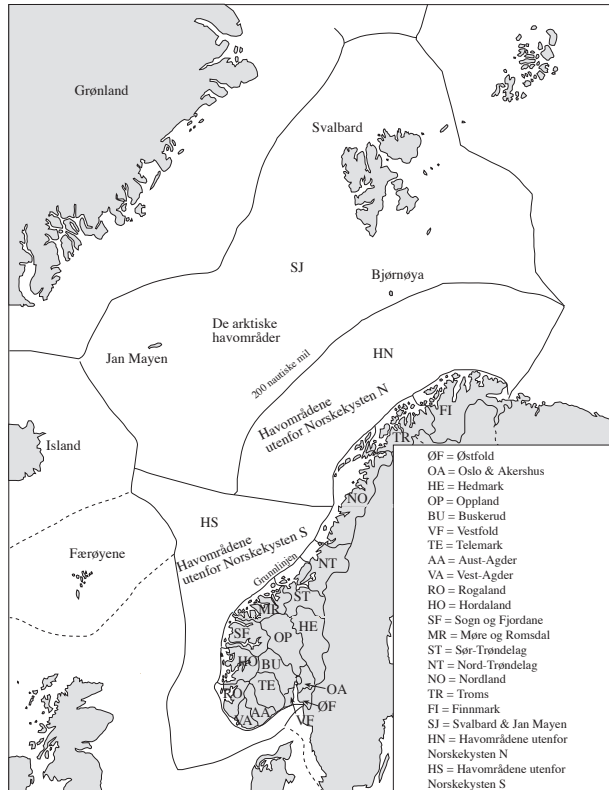 Grønland
Svalbard
SJ
Bjørnøya
De arktiske
havområder
Jan Mayen
200 nautiske mil
HN
Havområdene
utenfor Norskekysten N
FI
TR
Island
NO
HS
Havområdene
utenfor Norskekysten S
Færøyene
Grunnlinjen
NT
ST
MR
HE
SF
OP
HO
BU
RO
TE
OA
AA
ØF
VA
VF
ØF = Østfold
OA = Oslo & Akershus
HE = Hedmark
OP = Oppland
BU = Buskerud
VF = Vestfold
TE = Telemark
AA = Aust-Agder
VA = Vest-Agder
RO = Rogaland
HO = Hordaland
SF = Sogn og Fjordane
MR = Møre og Romsdal
ST = Sør-Trøndelag
NT = Nord-Trøndelag
NO = Nordland
TR = Troms
FI = Finnmark
SJ = Svalbard & Jan Mayen
HN = Havområdene utenfor
Norskekysten N
HS = Havområdene utenfor
Norskekysten S